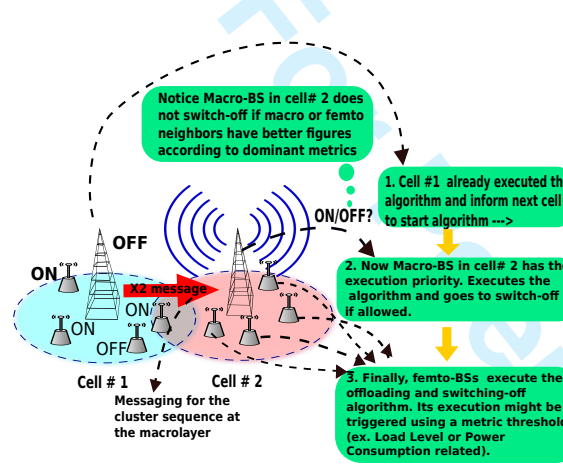 Notice Macro-BS in cell# 2 does
not switch-off if macro or femto
neighbors have better figures
according to dominant metrics
1. Cell #1 already executed th
algorithm and inform next cell
to start algorithm --->
ON/OFF?
OFF
ON
X2 message
ON
ON
OFF
2. Now Macro-BS in cell# 2 has the
execution priority. Executes the
algorithm and goes to switch-off
if allowed.
Cell # 1
Cell # 2
Messaging for the
cluster sequence at
the macrolayer
3. Finally, femto-BSs execute the
offloading and switching-off
algorithm. Its execution might be
triggered using a metric threshold
(ex. Load Level or Power
Consumption related).